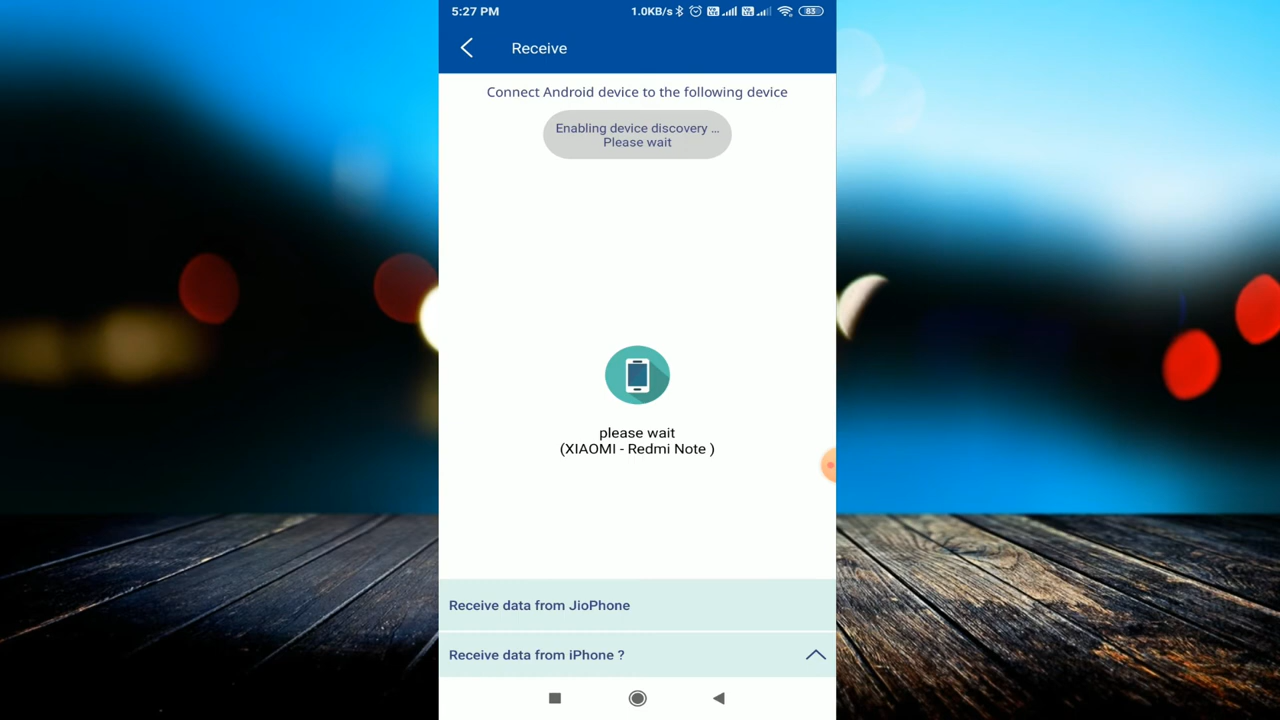 5:27 PM
1.0KB/s
83
Receive
Connect Android device to the following device
Enabling device discovery ...
Please wait
please wait
(XIAOMI - Redmi Note )
Receive data from JioPhone
Receive data from iPhone ?